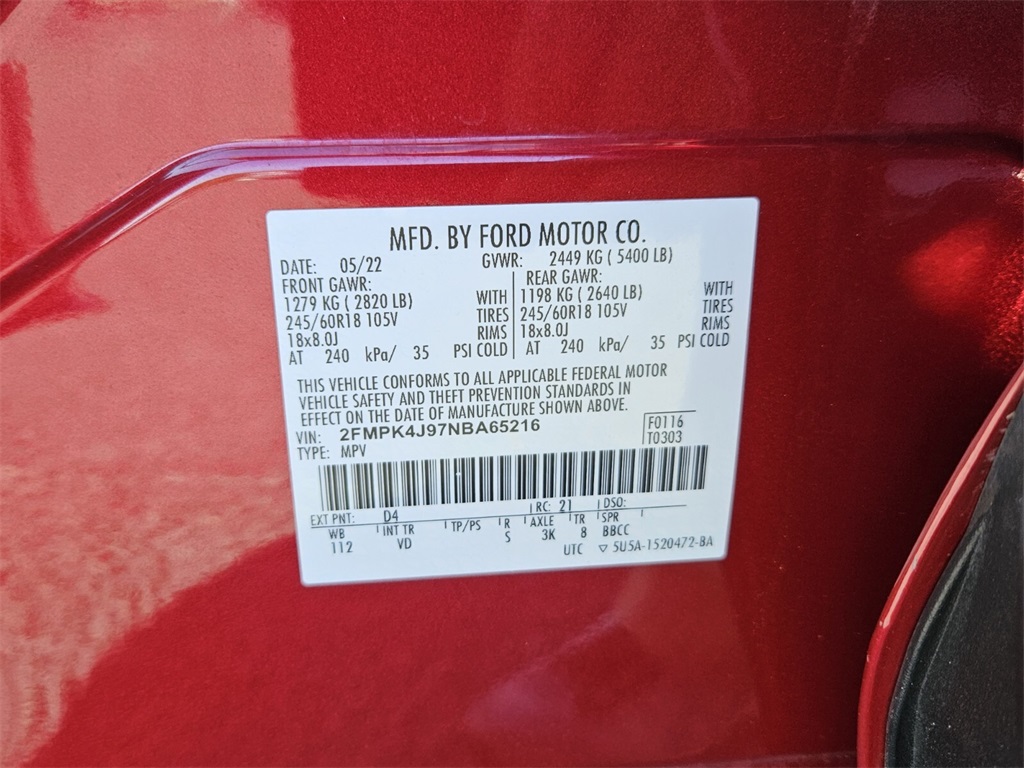 MFD. BY FORD MOTOR CO.
DATE: 05/22 GVWR: 2449 KG ( 5400 LB)
FRONT GAWR: REAR GAWR:
1279 KG ( 2820 LB) WITH 1198 KG ( 2640 LB) WITH
245/60R18 105V TIRES 245/60R18 105V TIRES
18x8.0J RIMS 18x8.0J RIMS
AT 240 kPa/ 35 PSI COLD AT 240 kPa/ 35 PSI COLD
THIS VEHICLE CONFORMS TO ALL APPLICABLE FEDERAL MOTOR
VEHICLE SAFETY AND THEFT PREVENTION STANDARDS IN
EFFECT ON THE DATE OF MANUFACTURE SHOWN ABOVE.
VIN: 2FMPK4J97NBA65216 F0116
TYPE: MPV T0303
EXT PNT: D4 RC: 21 DSO:
WB INT TR TP/PS R AXLE TR SPR
112 VD S 3K 8 BBCC
UTC ▽ 5U5A-1520472-BA